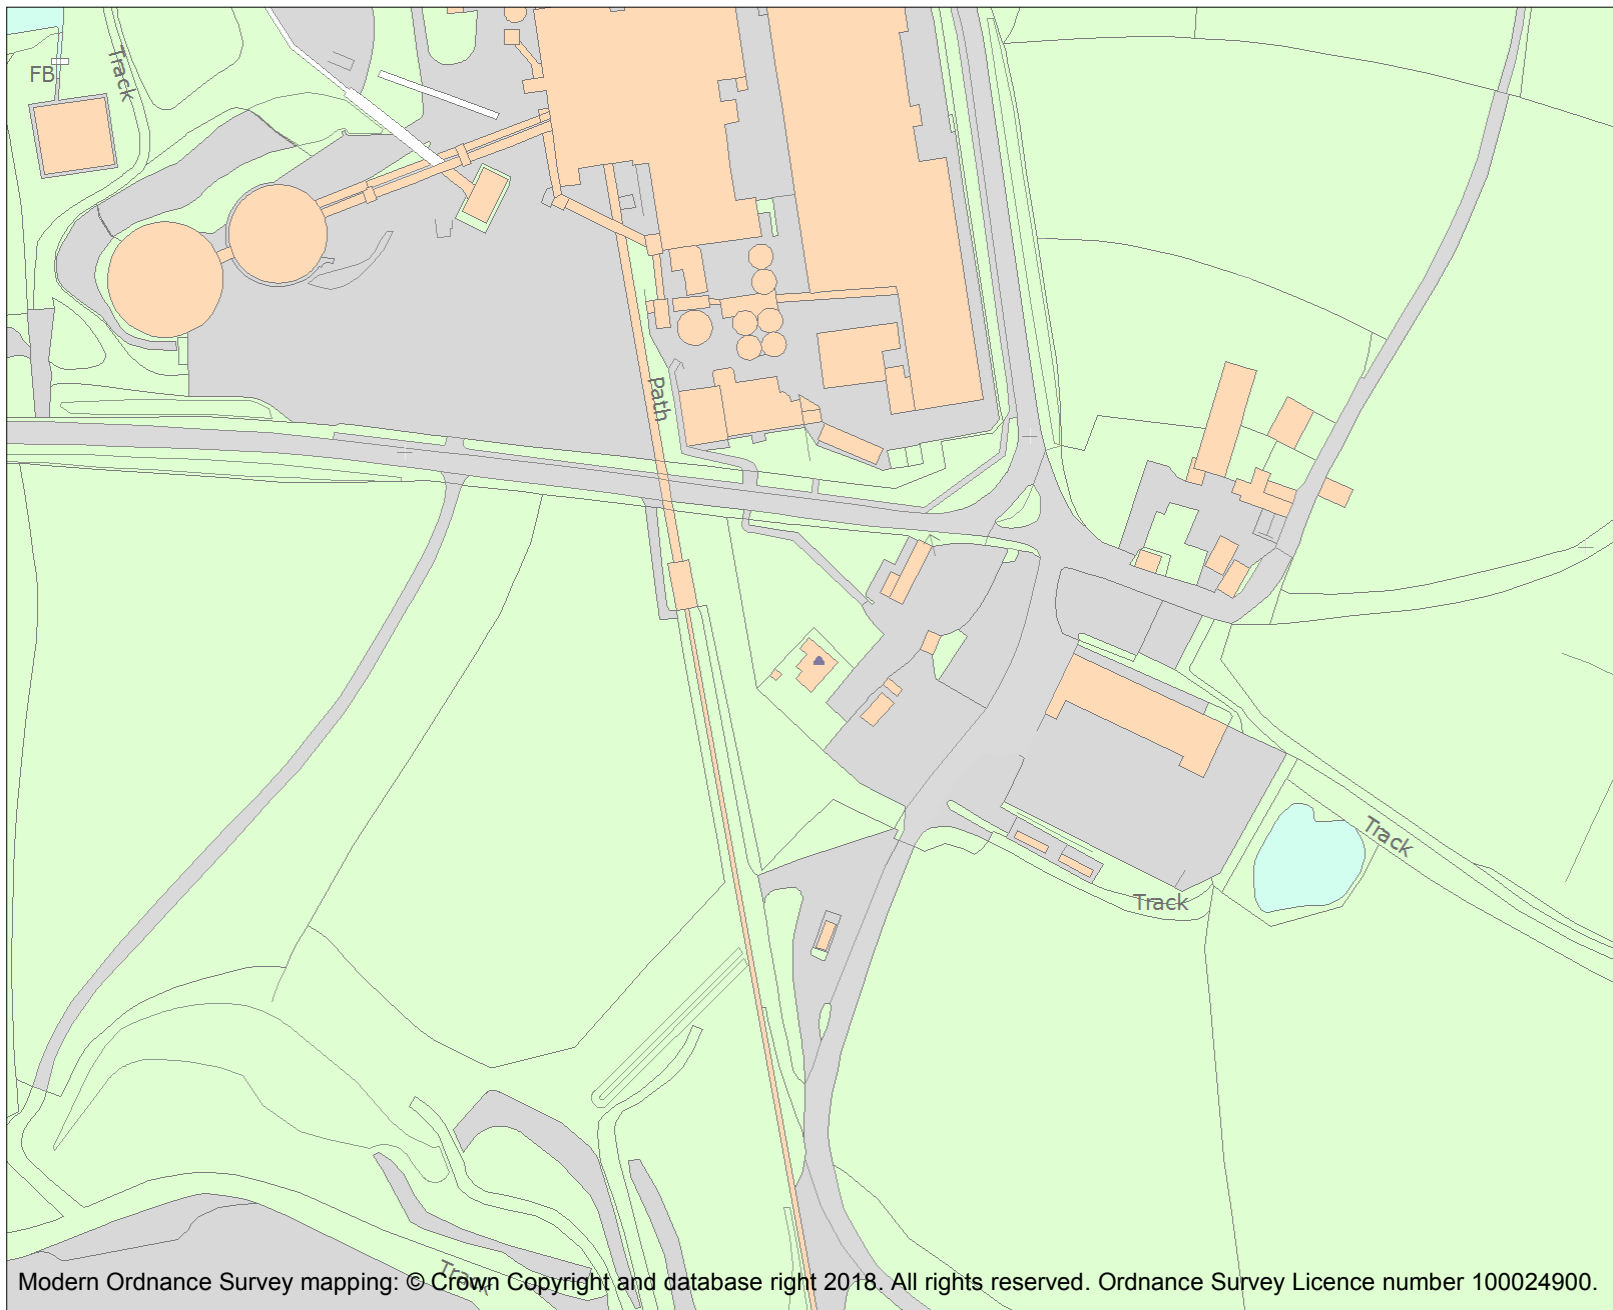 Track
FB
Path
Track
Track
Track
Modern Ordnance Survey mapping: © Crown Copyright and database right 2018. All rights reserved. Ordnance Survey Licence number 100024900.